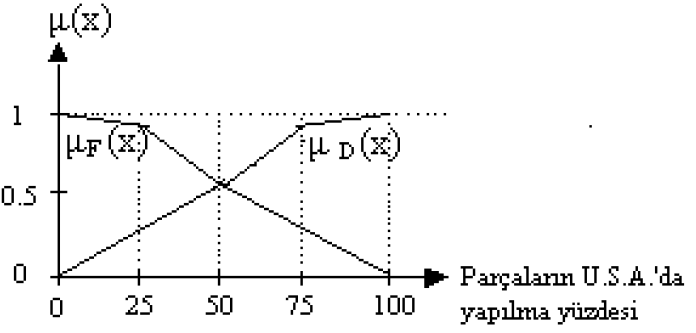 μ(x)
1
μF(x)
μ D(x)
0.5
0
0 25 50 75 100
Parçaların U.S.A.'da
yapılma yüzdesi